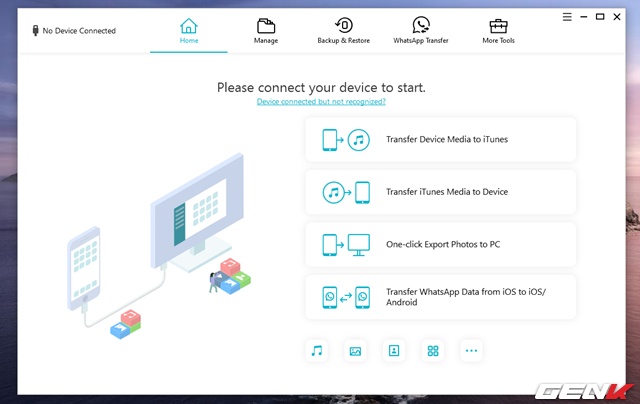 No Device Connected
Home
Manage
Backup & Restore
WhatsApp Transfer
More Tools
Please connect your device to start.
Device connected but not recognized?
Transfer Device Media to iTunes
Transfer iTunes Media to Device
One-click Export Photos to PC
Transfer WhatsApp Data from iOS to iOS/
Android
GENK